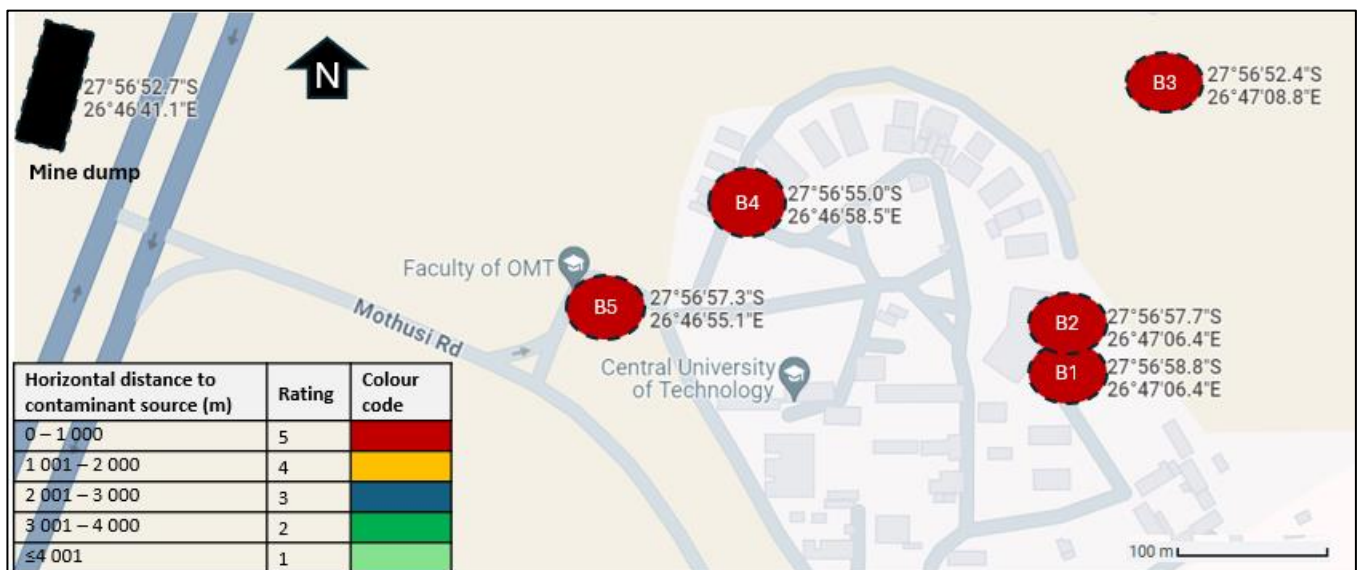 N
27°56'52.7"S
26°46'41.1"E
Mine dump
B3
27°56'52.4"S
26°47'08.8"E
B4
27°56'55.0"S
26°46'58.5"E
Faculty of OMT
B5
27°56'57.3"S
26°46'55.1"E
Mothusi Rd
B2
27°56'57.7"S
26°47'06.4"E
B1
27°56'58.8"S
26°47'06.4"E
Central University
of Technology
Horizontal distance to
contaminant source (m)
Rating
Colour
code
0 – 1 000
5
1 001 – 2 000
4
2 001 – 3 000
3
3 001 – 4 000
2
≤4 001
1
100 m